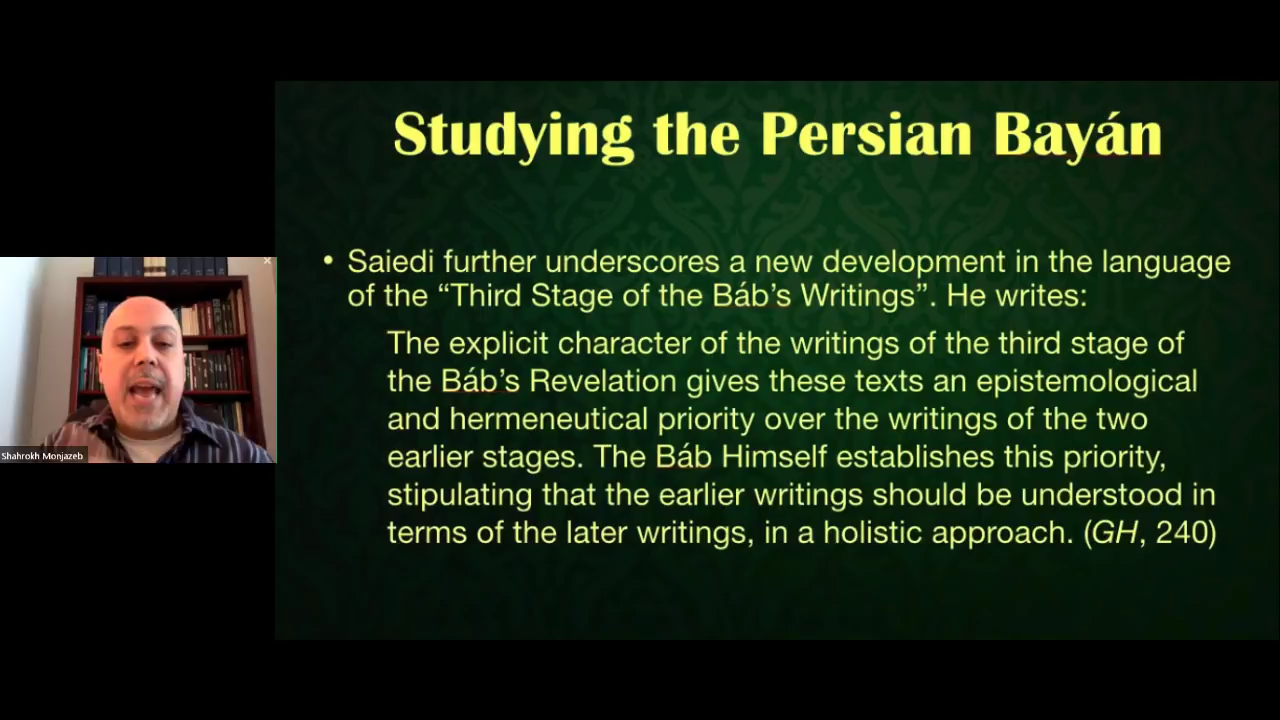 Studying the Persian Bayán
• Saiedi further underscores a new development in the language
of the “Third Stage of the Báb’s Writings”. He writes:
The explicit character of the writings of the third stage of
the Báb’s Revelation gives these texts an epistemological
and hermeneutical priority over the writings of the two
earlier stages. The Báb Himself establishes this priority,
stipulating that the earlier writings should be understood in
terms of the later writings, in a holistic approach. (GH, 240)
Shahrokh Monjazeb